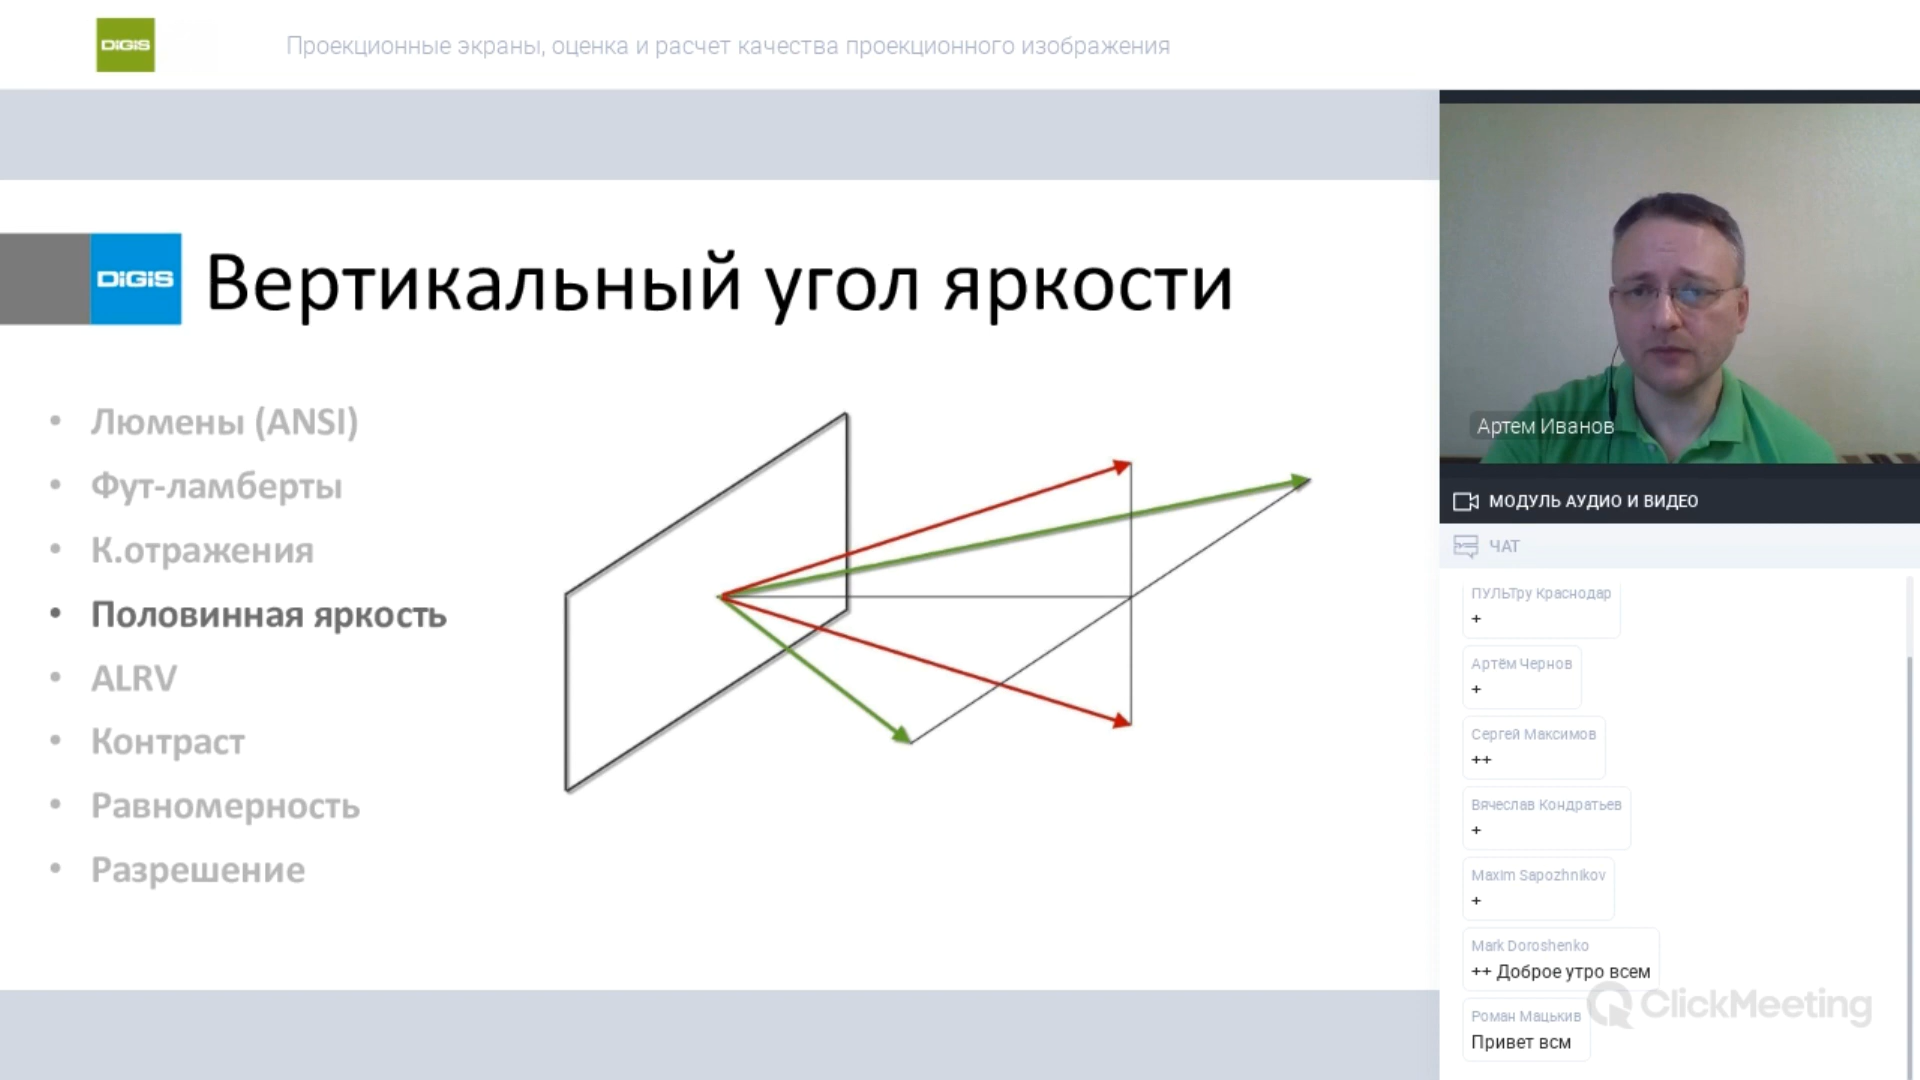 DiGiS
Проекционные экраны, оценка и расчет качества проекционного изображения
DiGiS
Вертикальный угол яркости
• Люмены (ANSI)
• Фут-ламберты
• К.отражения
• Половинная яркость
• ALRV
• Контраст
• Равномерность
• Разрешение
Артем Иванов
МОДУЛЬ АУДИО И ВИДЕО
ЧАТ
ПУЛЬТру Краснодар
+
Артём Чернов
+
Сергей Максимов
++
Вячеслав Кондратьев
+
Maxim Sapozhnikov
+
Mark Doroshenko
++ Доброе утро всем
Роман Мацькив
Привет всм
ClickMeeting